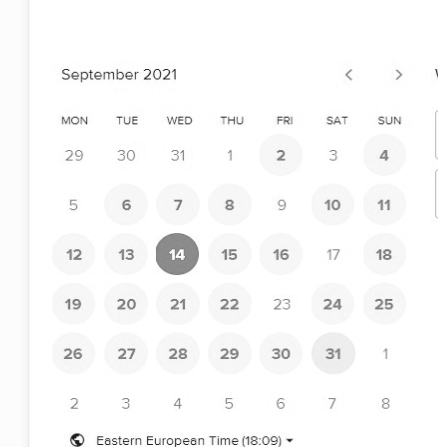 September 2021
MON TUE WED THU FRI SAT SUN
29 30 31 1 2 3 4
5 6 7 8 9 10 11
12 13 14 15 16 17 18
19 20 21 22 23 24 25
26 27 28 29 30 31 1
2 3 4 5 6 7 8
Eastern European Time (18:09)